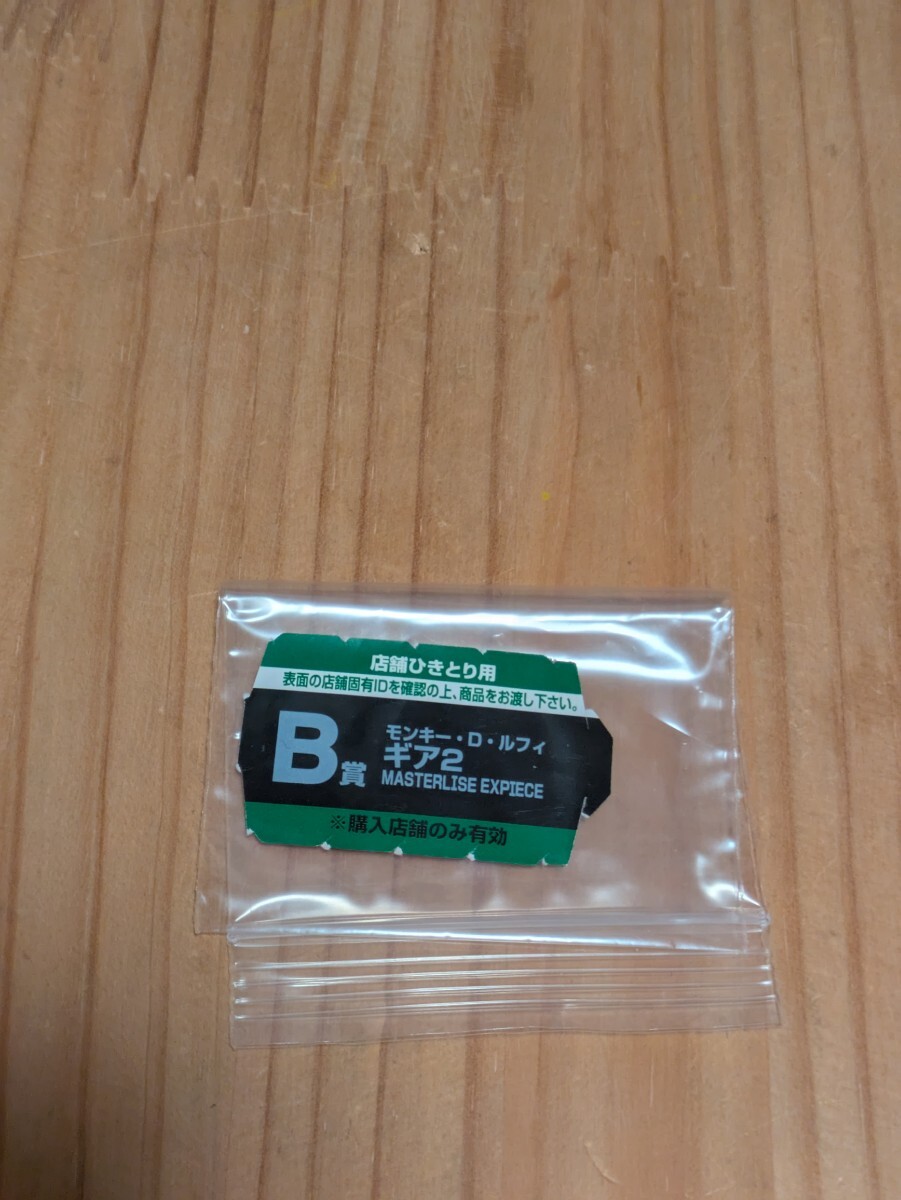 店舗ひきとり用
表面の店舗固有IDを確認の上、商品をお渡し下さい。
B賞
モンキー・D・ルフィ
ギア2
MASTERLISE EXPIECE
※購入店舗のみ有効